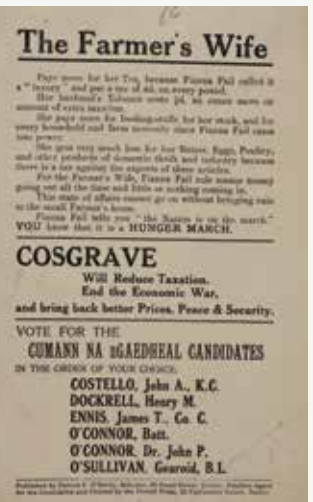 The Farmer's Wife
Pays more for her Tea, because Fianna Fail called it
a "luxury" and put a tax of 4d. on every pound.
Her husband's Tobacco costs
amount of extra taxation.
She pays more for feeding-stuffs for her stock, and for
every household and farm necessity since Fianna Fail came
into power.
She gets very much less for her Butter, Eggs, Poultry,
and other products of domestic thrift and industry because
there is a tax against the exports of these articles.
For the Farmer's Wife, Fianna Fail rule means money
going out all the time and little or nothing coming in.
This state of affairs cannot go on without bringing ruin
to the small Farmer's home.
Fianna Fail tells you "the Nation is on the march."
YOU know that it is a HUNGER MARCH.
COSGRAVE
Will Reduce Taxation.
End the Economic War,
and bring back better Prices, Peace & Security.
VOTE FOR THE
CUMANN NA nGAEDHEAL CANDIDATES
IN THE ORDER OF YOUR CHOICE.
COSTELLO, John A., K.C.
DOCKRELL, Henry M.
ENNIS, James T., Co. C.
O'CONNOR, Batt.
O'CONNOR, Dr. John P.
O'SULLIVAN, Gearoid, B.L.